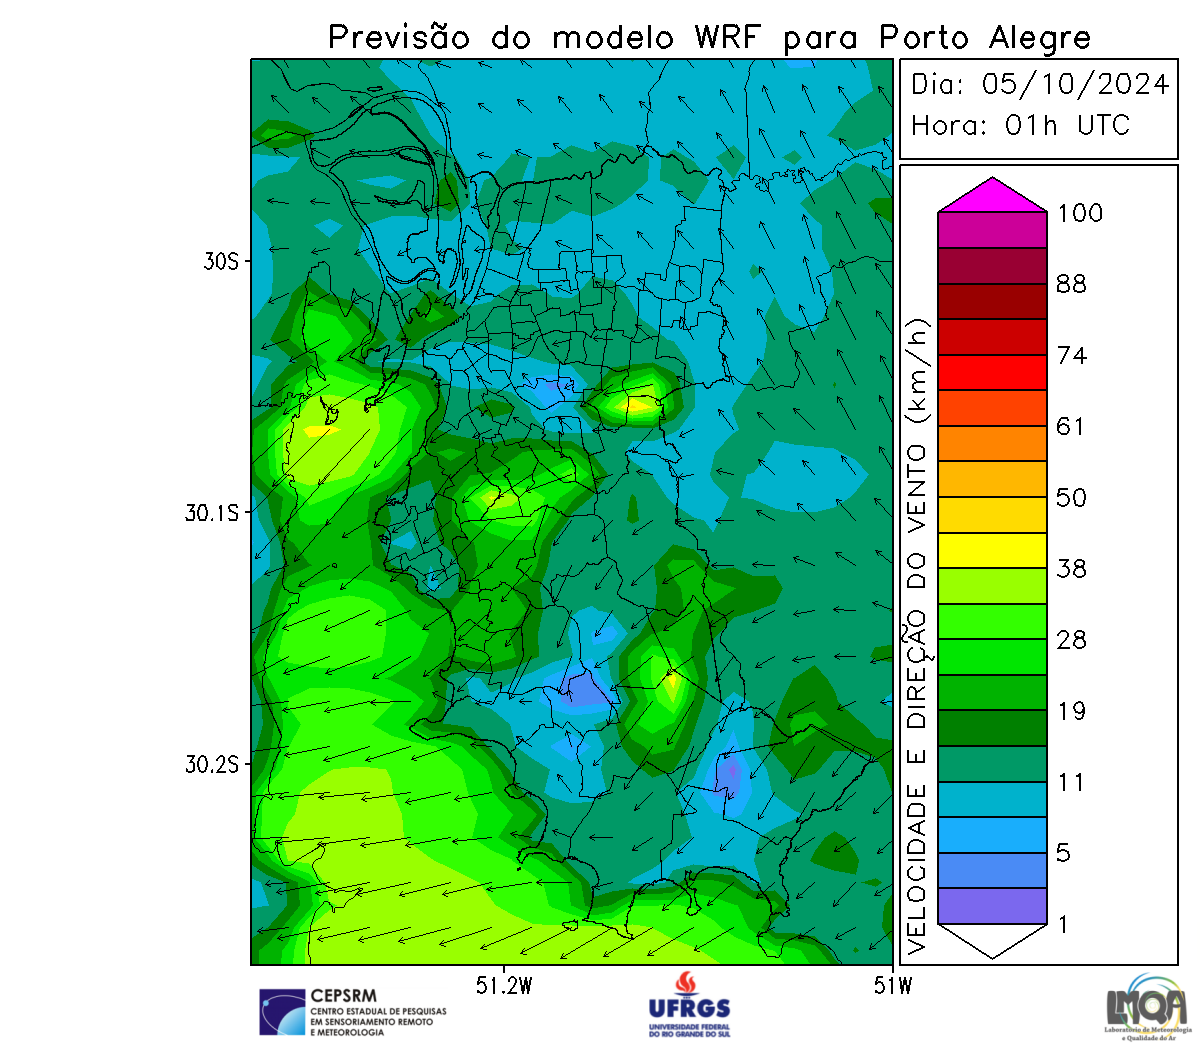 Previsão do modelo WRF para Porto Alegre
Dia: 05/10/2024
Hora: 01h UTC
30S
30.1S
30.2S
51.2W
51W
VELOCIDADE E DIREÇÃO DO VENTO (km/h)
100
88
74
61
50
38
28
19
11
5
1
CEPSRM
CENTRO ESTADUAL DE PESQUISAS
EM SENSORIAMENTO REMOTO
E METEOROLOGIA
UFRGS
UNIVERSIDADE FEDERAL
DO RIO GRANDE DO SUL
LMQA
Laboratório de Meteorologia
e Qualidade do Ar